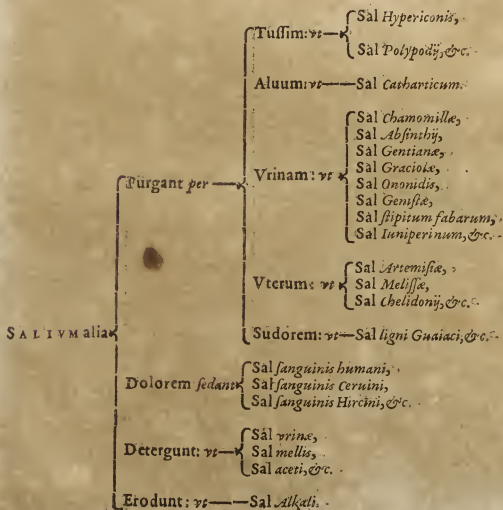 Tuſſim: vt
Sal Hypericonis,
Sal Polypodij, &c.
Aluum: vt
Sal Catharticum.
Vrinam: vt
Sal Chamomillæ,
Sal Abſinthij,
Sal Gentianæ,
Sal Graciolæ,
Sal Ononidis,
Sal Geniſtæ,
Sal ſtipitum fabarum,
Sal Iuniperinum, &c.
Purgant per
Vterum: vt
Sal Artemiſiæ,
Sal Meliſſæ,
Sal Chelidonij, &c.
SALIVM alia
Sudorem: vt
Sal ligni Guaiaci, &c.
Dolorem ſedant
Sal ſanguinis humani,
Sal ſanguinis Ceruini,
Sal ſanguinis Hircini, &c.
Detergunt: vt
Sal vrinæ,
Sal mellis,
Sal aceti, &c.
Erodunt: vt
Sal Alkali.